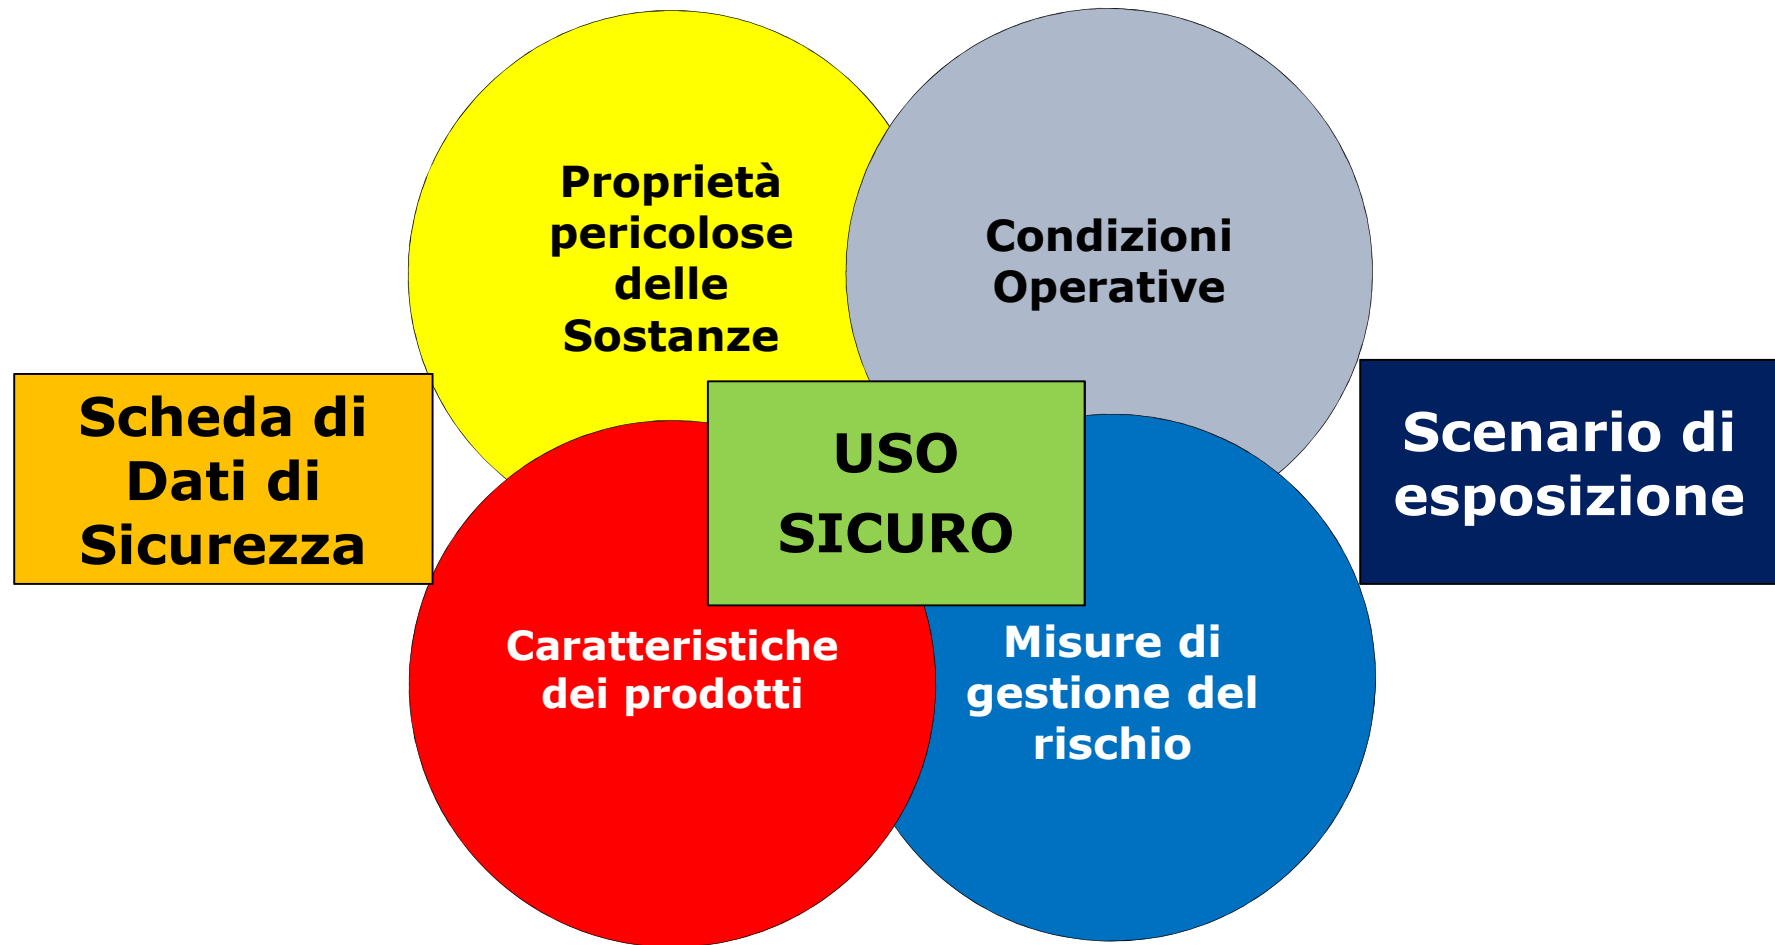 Proprietà
pericolose
delle
Sostanze
Condizioni
Operative
Scheda di
Dati di
Sicurezza
USO
SICURO
Scenario di
esposizione
Caratteristiche
dei prodotti
Misure di
gestione del
rischio